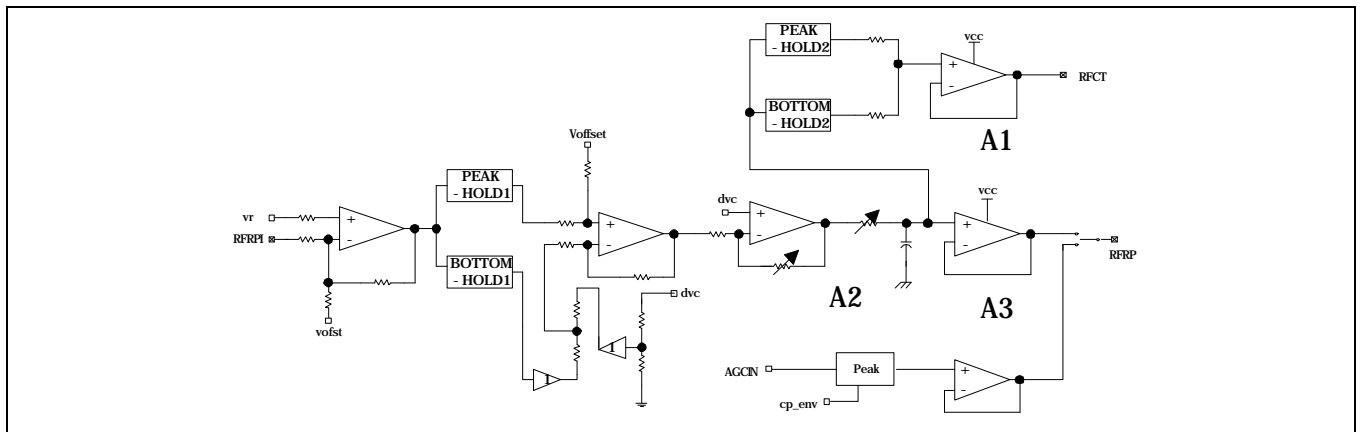 PEAK
- HOLD2
vcc
+
-
RFCT
BOTTOM
- HOLD2
A1
Voffset
PEAK
- HOLD1
dvc
vcc
vr
+
-
RFRPI
+
-
+
-
+
-
RFRP
BOTTOM
- HOLD1
dvc
A2
A3
vofst
1
1
AGCIN
Peak
+
-
cp_env